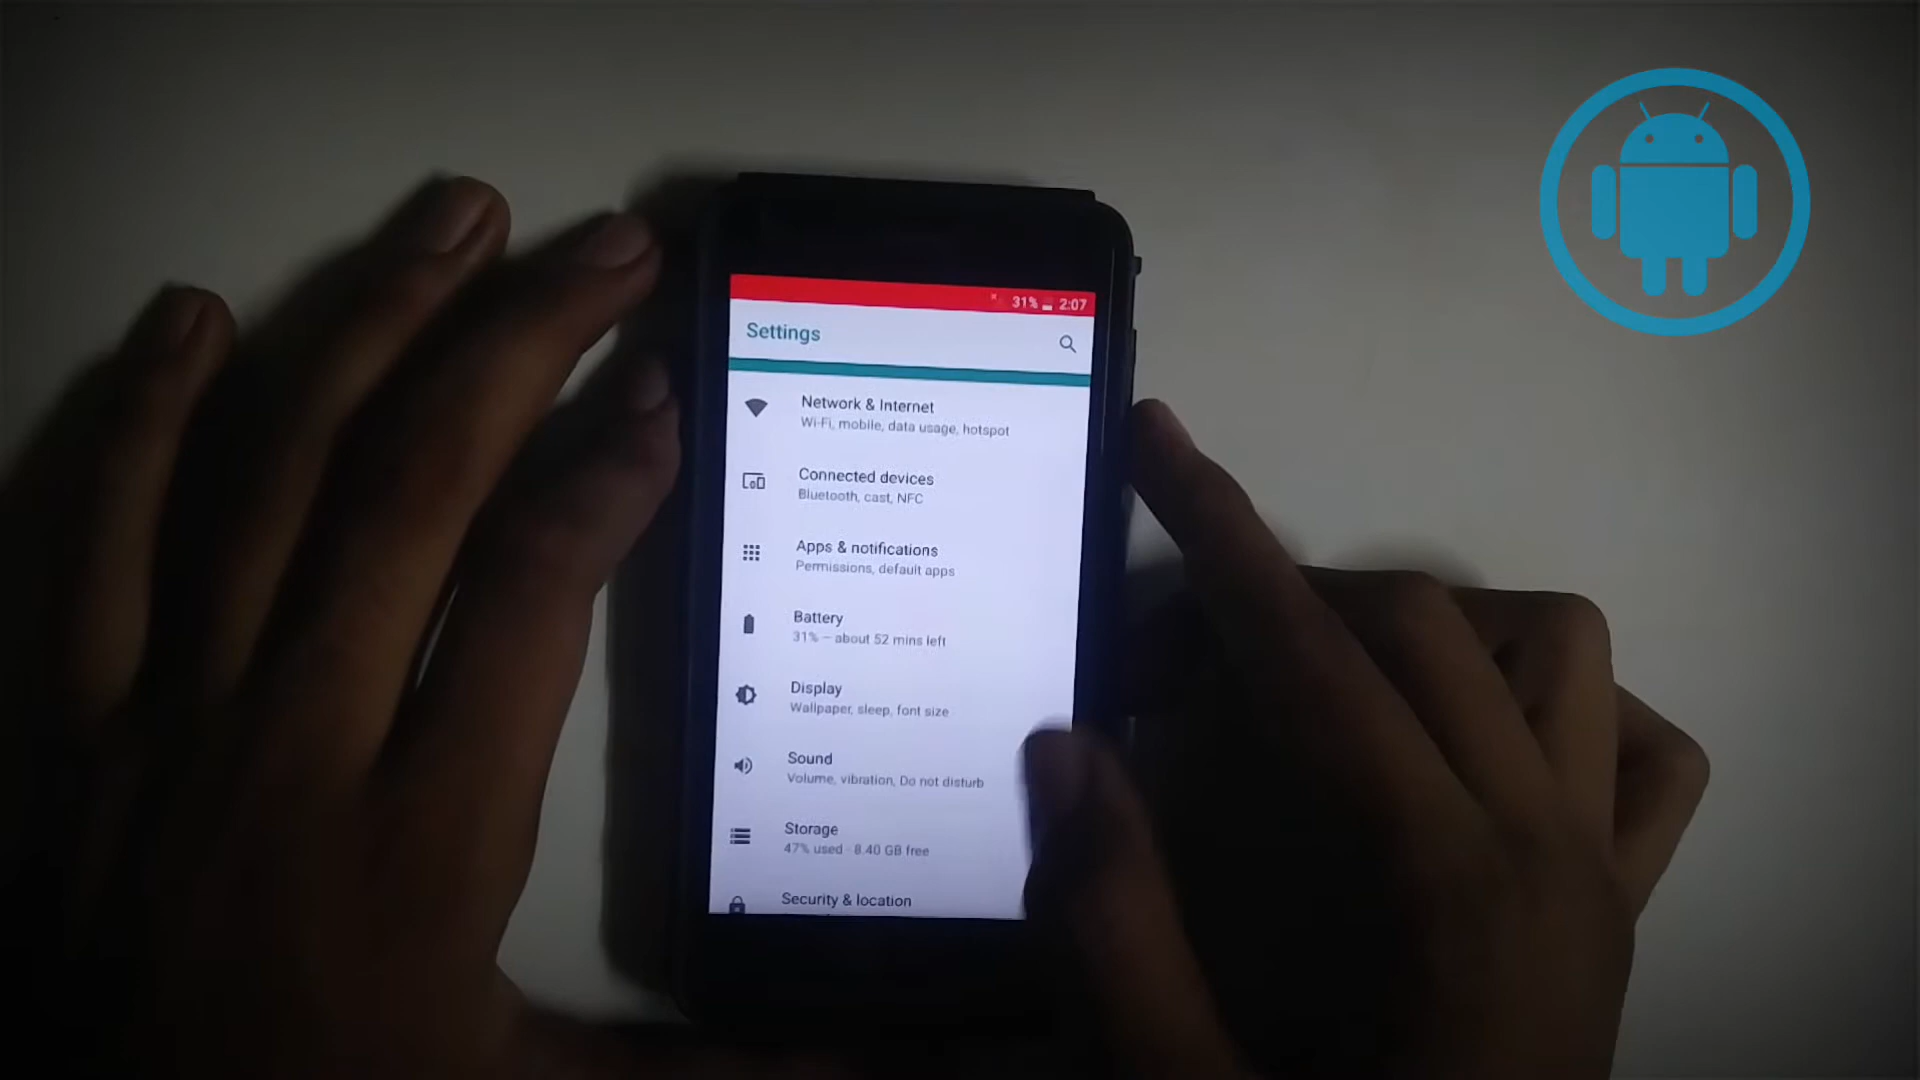 31% 2:07
Settings
Network & Internet
Wi-Fi, mobile, data usage, hotspot
Connected devices
Bluetooth, cast, NFC
Apps & notifications
Permissions, default apps
Battery
31% – about 52 mins left
Display
Wallpaper, sleep, font size
Sound
Volume, vibration, Do not disturb
Storage
47% used · 8.40 GB free
Security & location